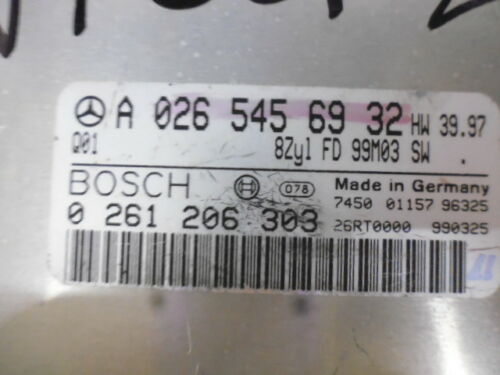 A 026 545 69 32 HW 39.97
Q01 8Zyl FD 99M03 SW .
BOSCH 078 Made in Germany
7450 01157 96325
0 261 206 303 26RT0000 990325